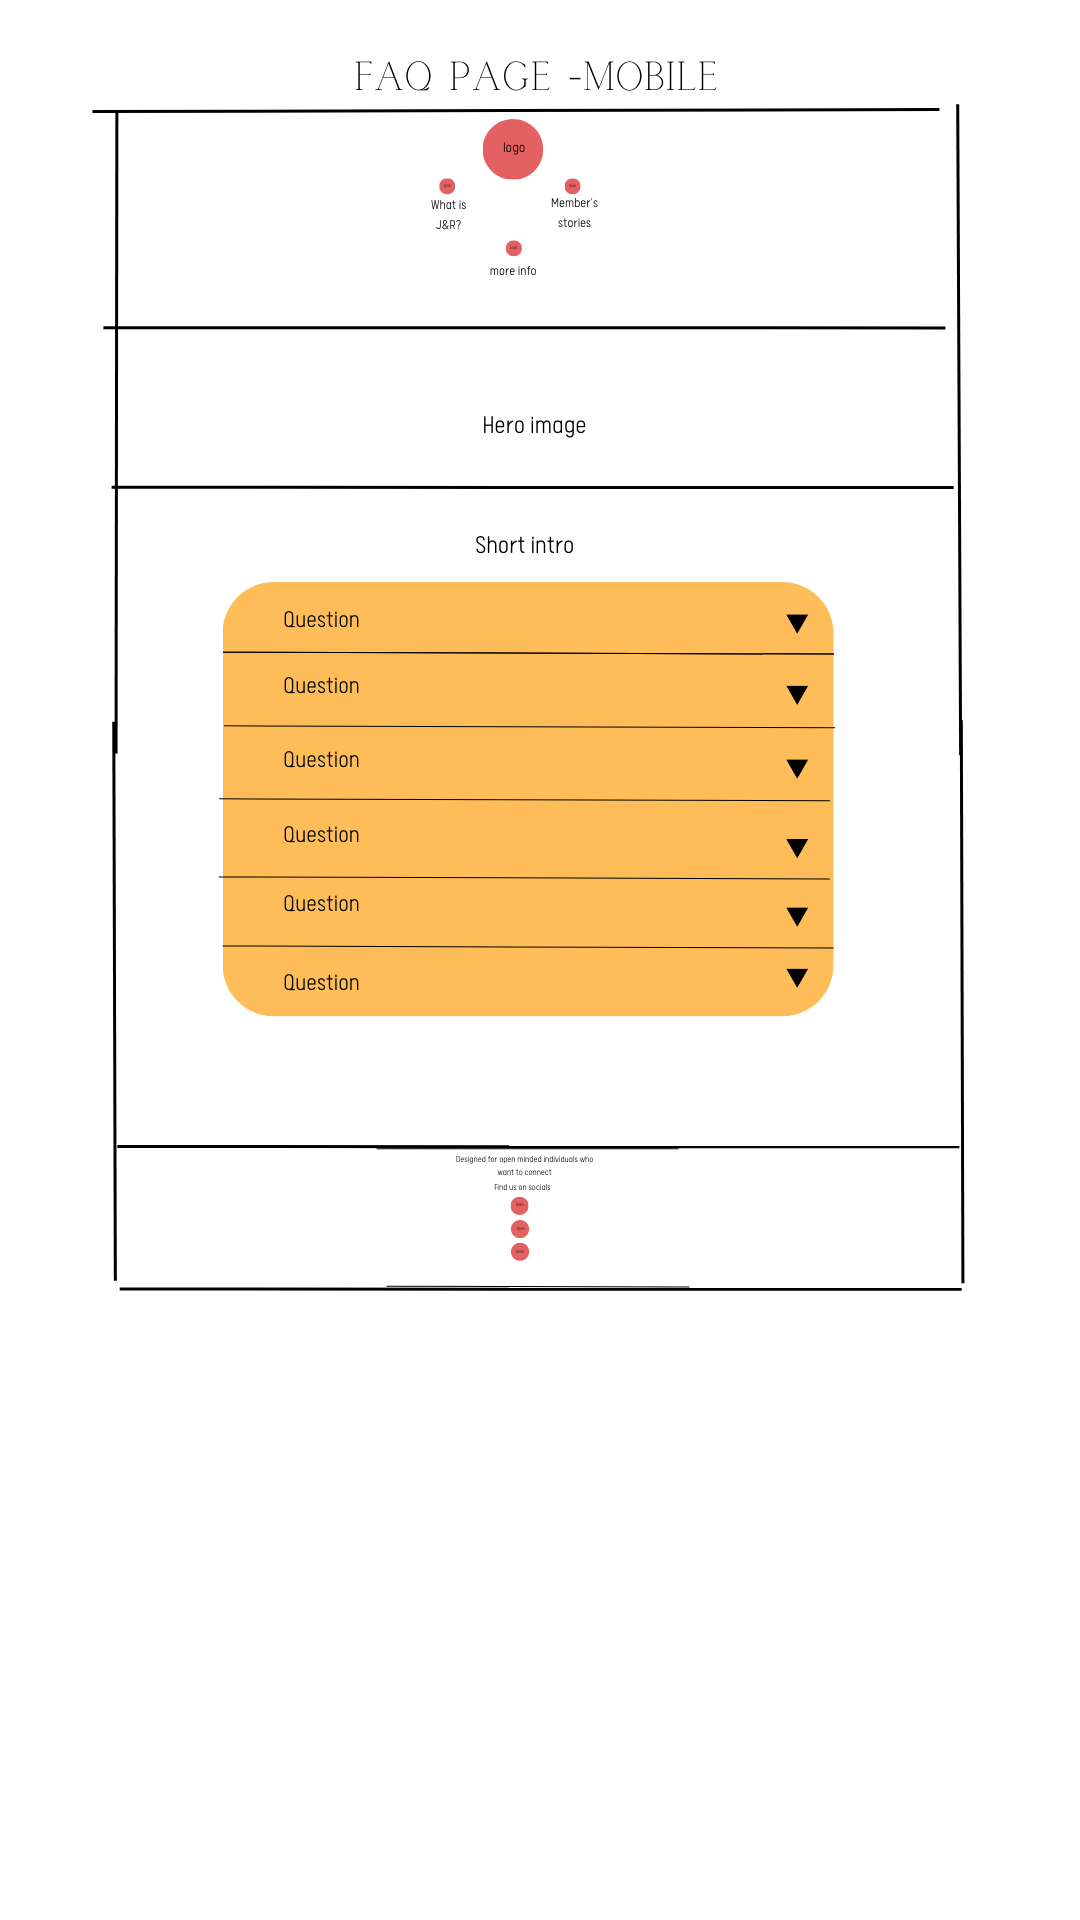 FAQ PAGE -MOBILE
logo
What is
J&R?
Member's
stories
more info
Hero image
Short intro
Question
Question
Question
Question
Question
Question
Designed for open minded individuals who
want to connect
Find us on socials